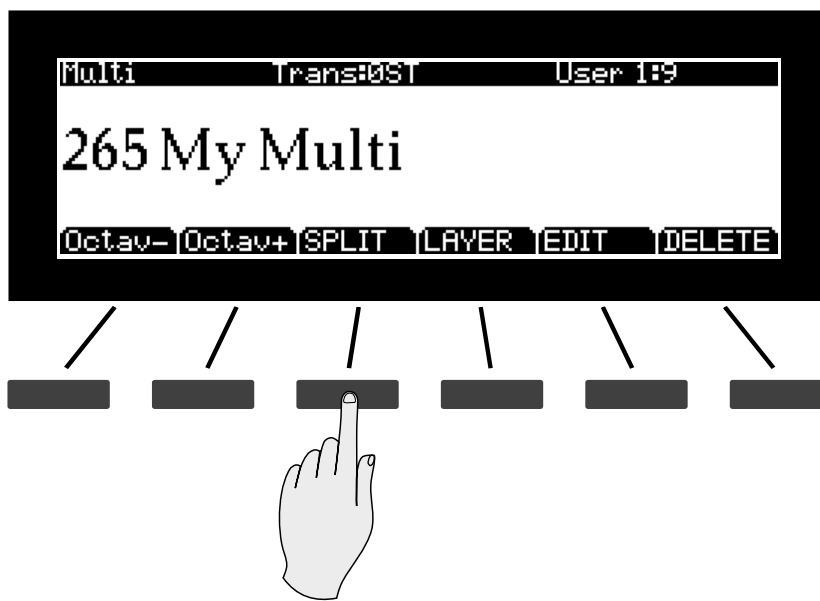 Multi Trans:0ST User 1:9
265 My Multi
Octav- Octav+ SPLIT LAYER EDIT DELETE